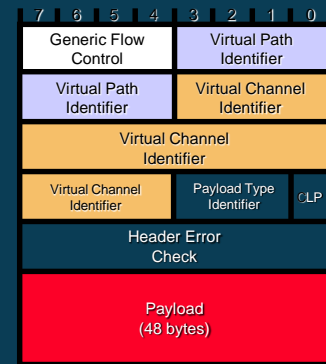 7 6 5 4 3 2 1 0
Generic Flow
Control
Virtual Path
Identifier
Virtual Path
Identifier
Virtual Channel
Identifier
Virtual Channel
Identifier
Virtual Channel
Identifier
Payload Type
Identifier
CLP
Header Error
Check
Payload
(48 bytes)